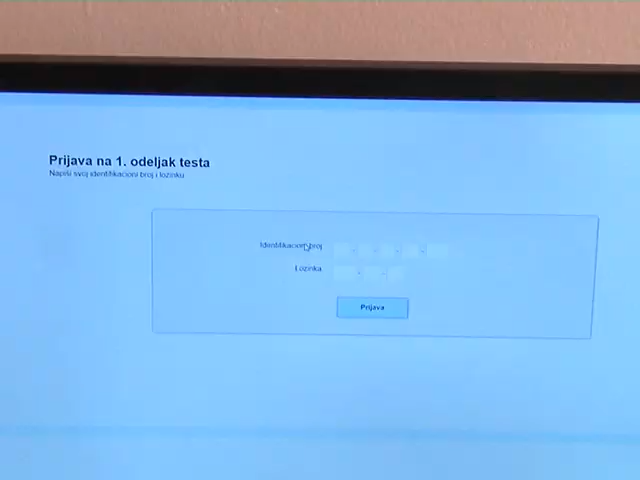 Prijava na 1. odeljak testa
Napiši svoj identifikacioni broj i lozinku
Identifikacioni broj
Lozinka
Prijava